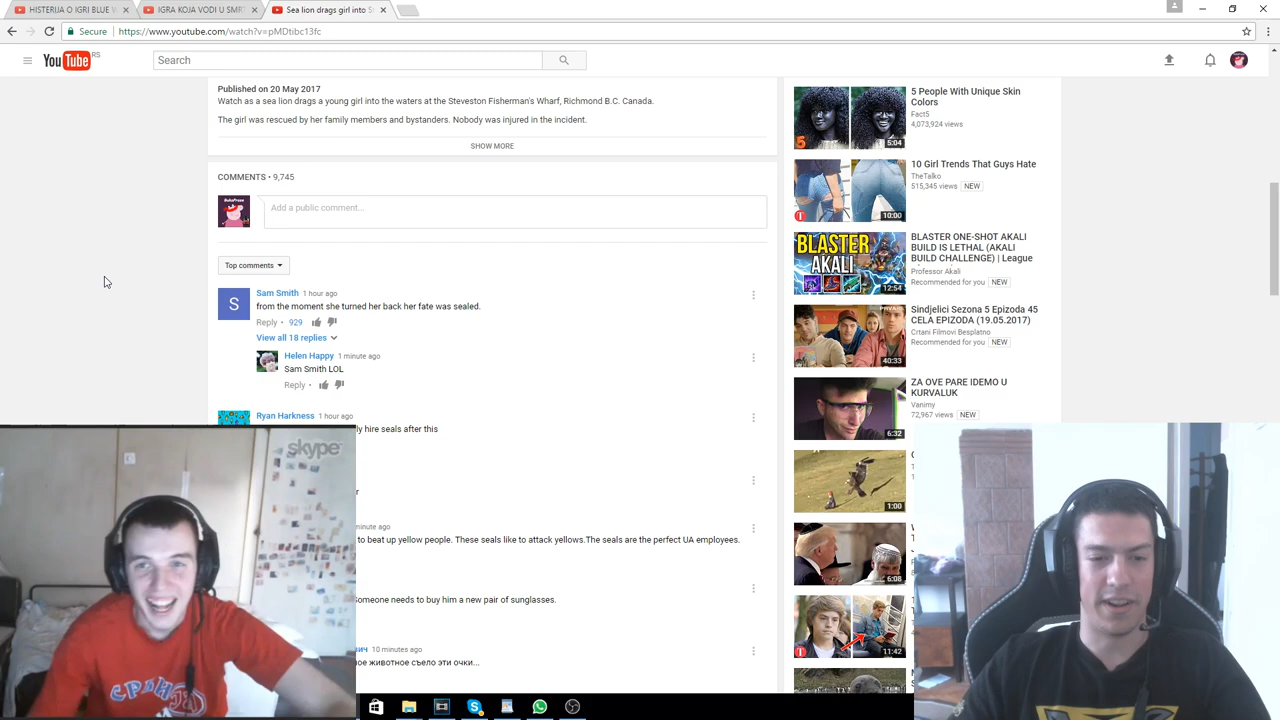 HISTERIJA O IGRI BLUE W
IGRA KOJA VODI U SMRT
Sea lion drags girl into S
Secure
https://www.youtube.com/watch?v=pMDtibc13fc
YouTube RS
Search
Published on 20 May 2017
Watch as a sea lion drags a young girl into the waters at the Steveston Fisherman's Wharf, Richmond B.C. Canada.
The girl was rescued by her family members and bystanders. Nobody was injured in the incident.
SHOW MORE
COMMENTS • 9,745
Add a public comment...
Top comments
S
Sam Smith 1 hour ago
from the moment she turned her back her fate was sealed.
Reply • 929
View all 18 replies
Helen Happy 1 minute ago
Sam Smith LOL
Reply •
Ryan Harkness 1 hour ago
ly hire seals after this
r
minute ago
to beat up yellow people. These seals like to attack yellows.The seals are the perfect UA employees.
Someone needs to buy him a new pair of sunglasses.
вич 10 minutes ago
ное животное съело эти очки...
5
5:04
5 People With Unique Skin
Colors
Fact5
4,073,924 views
10:00
10 Girl Trends That Guys Hate
TheTalko
515,345 views NEW
BLASTER
AKALI
12:54
BLASTER ONE-SHOT AKALI
BUILD IS LETHAL (AKALI
BUILD CHALLENGE) | League
Professor Akali
Recommended for you NEW
PRVA
40:33
Sindjelici Sezona 5 Epizoda 45
CELA EPIZODA (19.05.2017)
Crtani Filmovi Besplatno
Recommended for you NEW
6:32
ZA OVE PARE IDEMO U
KURVALUK
Vanimy
72,967 views NEW
1:00
6:08
11:42
skype